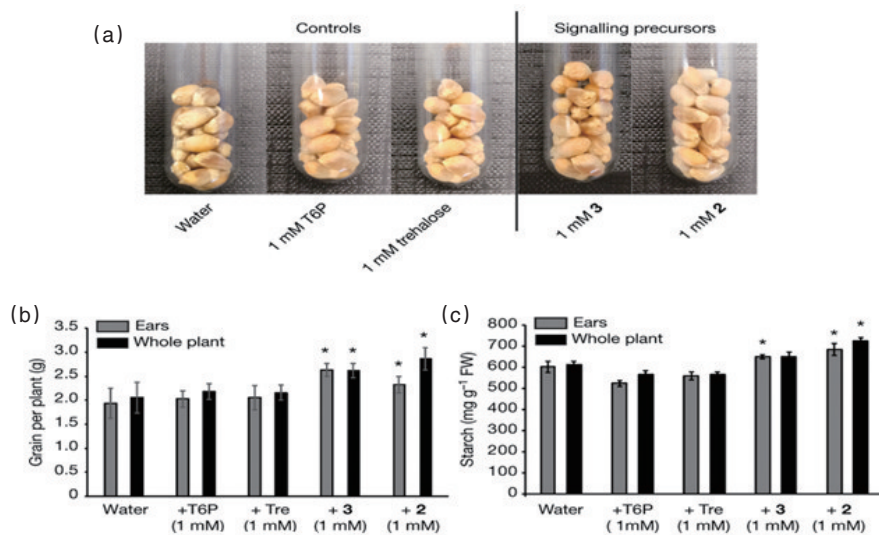 (a)
Controls
Signalling precursors
Water
1 mM T6P
1 mM trehalose
1 mM 3
1 mM 2
(b)
Ears
Whole plant
* * * *
Grain per plant (g)
3.5
3.0
2.5
2.0
1.5
1.0
0.5
0
Water
+T6P
(1 mM)
+ Tre
(1 mM)
+ 3
(1 mM)
+ 2
(1 mM)
(c)
Ears
Whole plant
* * *
Starch (mg g⁻¹ FW)
800
700
600
500
400
300
200
100
0
Water
+T6P
( 1mM)
+ Tre
(1 mM)
+ 3
(1 mM)
+ 2
(1 mM)